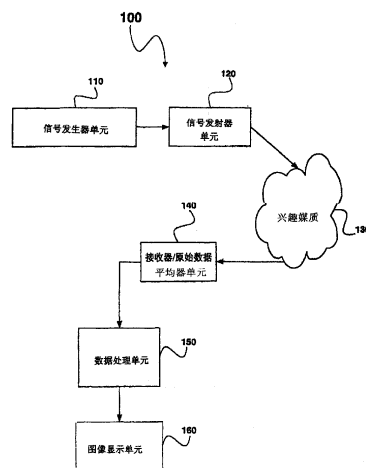 100
110
120
信号发生器单元
信号发射器
单元
兴趣媒质
130
140
接收器/原始数据
平均器单元
数据处理单元
150
图像显示单元
160